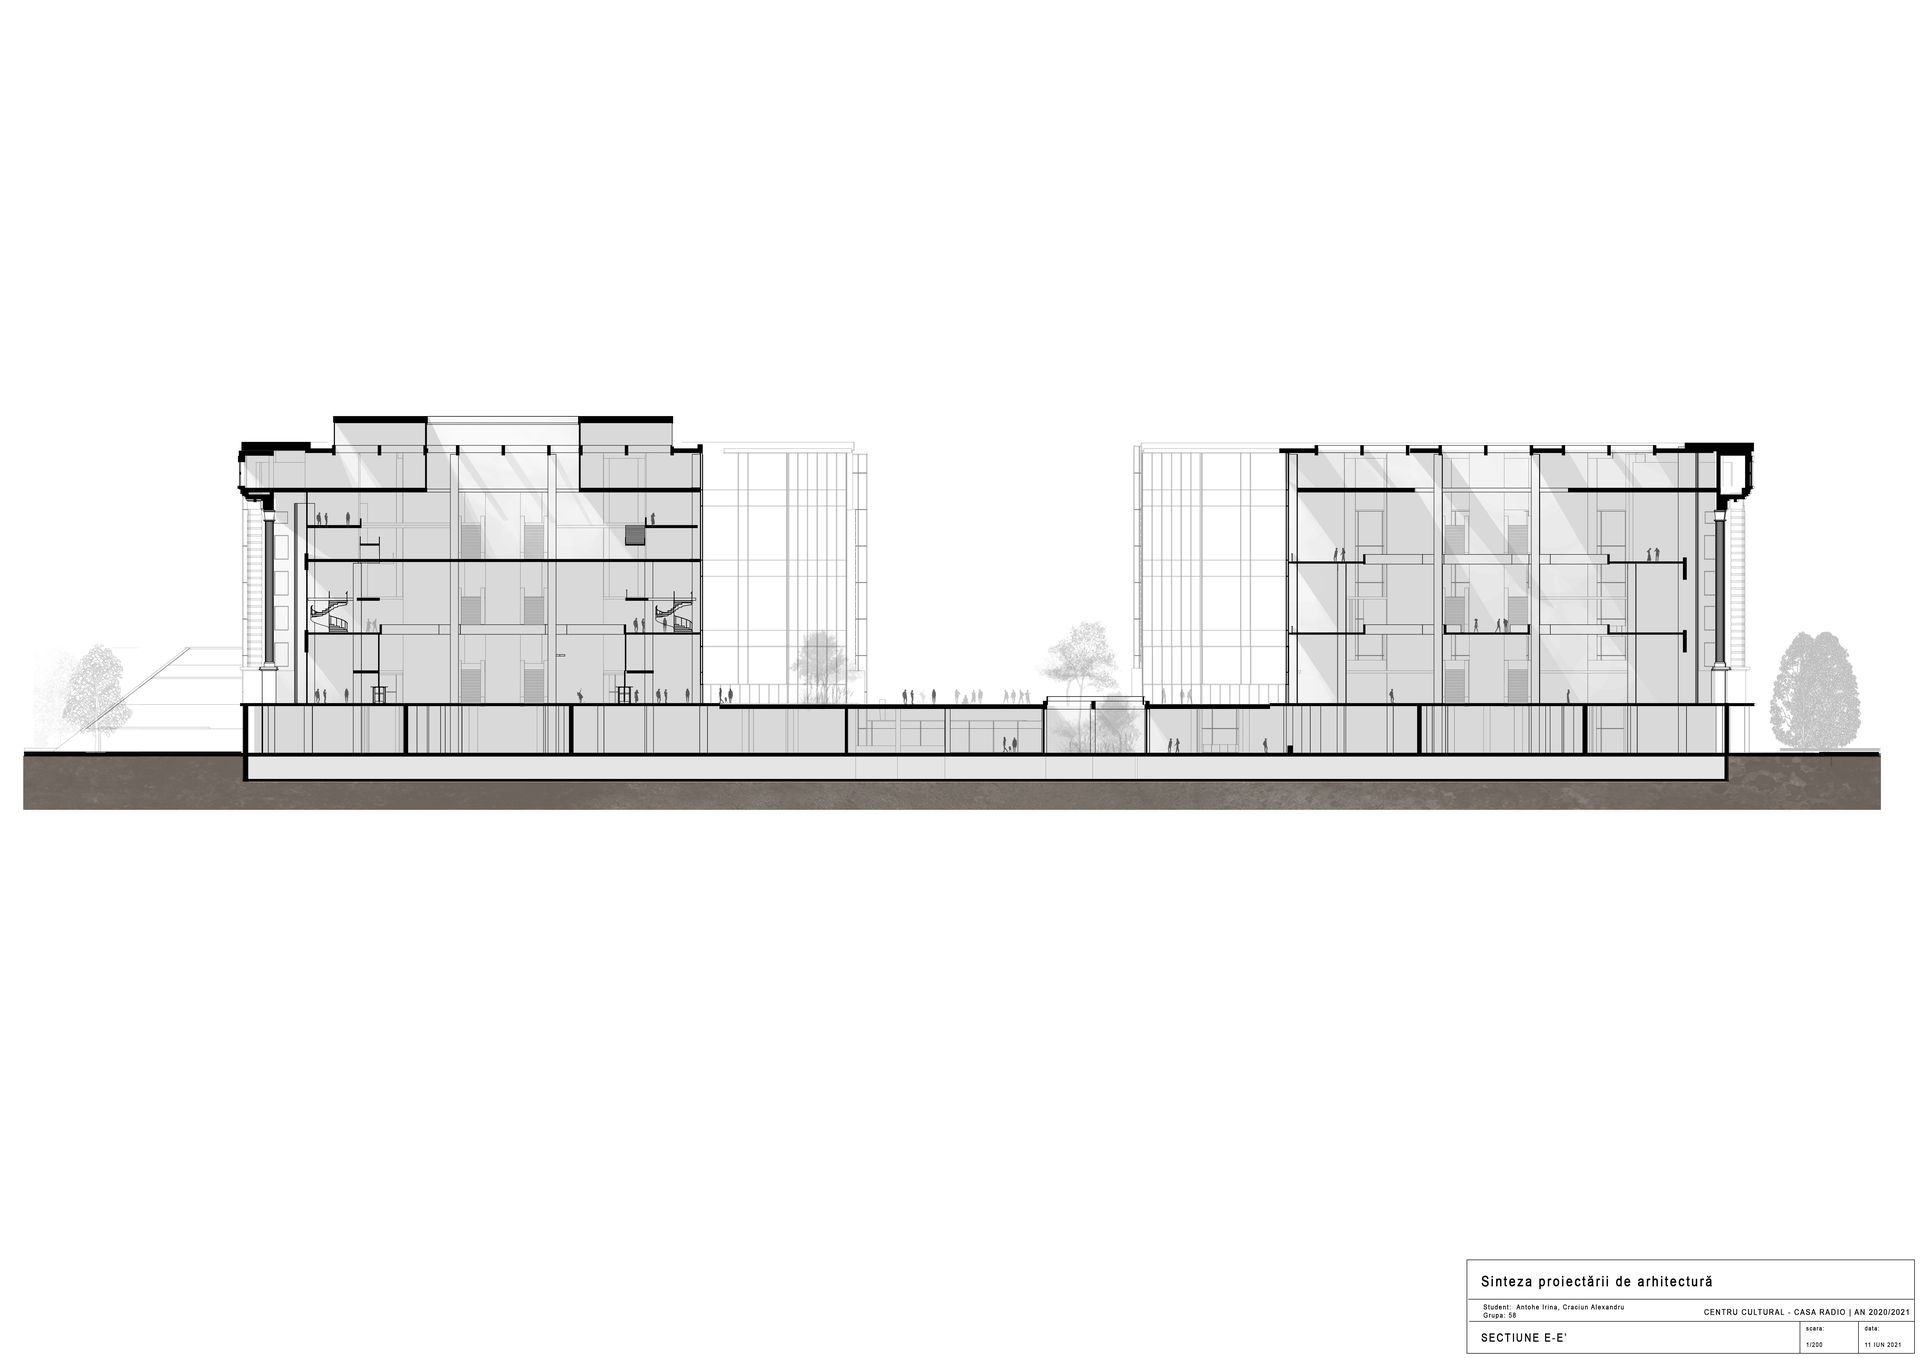 Sinteza proiectării de arhitectură
Student: Antohe Irina, Craciun Alexandru
Grupa: 58
CENTRU CULTURAL - CASA RADIO | AN 2020/2021
SECTIUNE E-E'
scara:
1/200
data:
11 IUN 2021